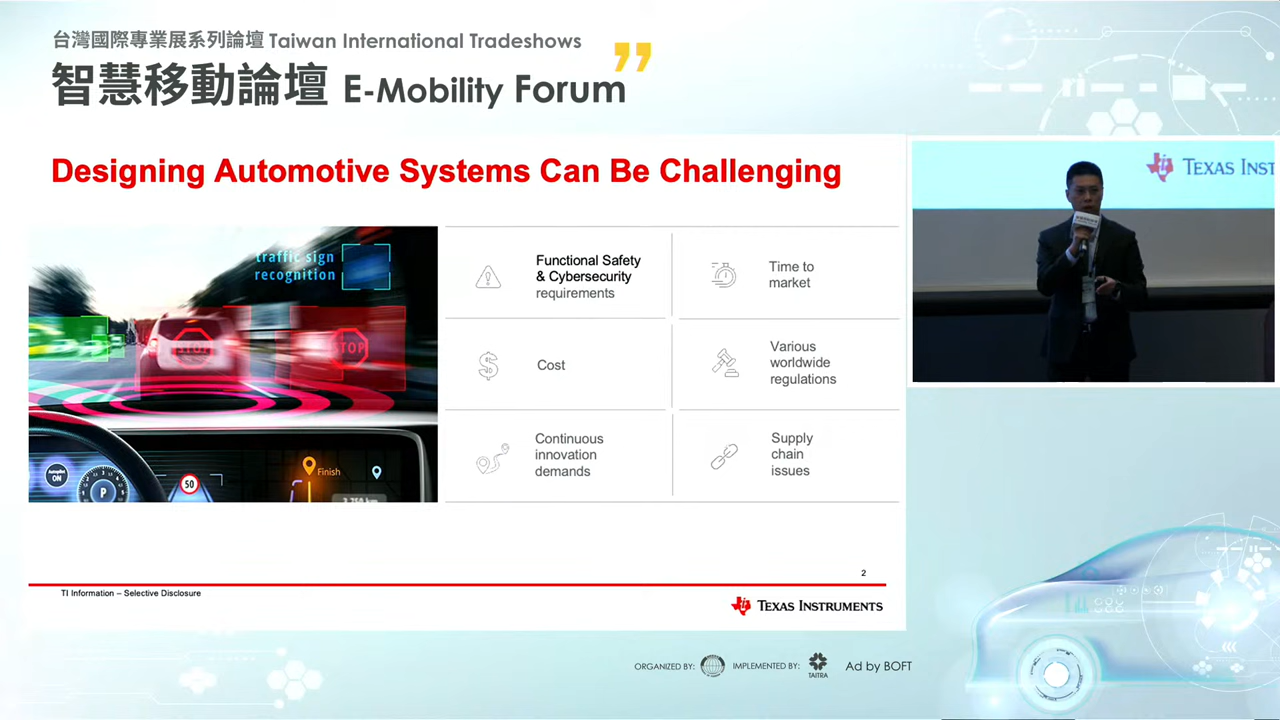 台灣國際專業展系列論壇 Taiwan International Tradeshows
智慧移動論壇 E-Mobility Forum
Designing Automotive Systems Can Be Challenging
traffic sign
recognition
STOP
STOP
Autopilot
ON
P
50
Finish
Functional Safety
& Cybersecurity
requirements
Time to
market
Cost
Various
worldwide
regulations
Continuous
innovation
demands
Supply
chain
issues
2
TI Information – Selective Disclosure
TEXAS INSTRUMENTS
TEXAS INST
ORGANIZED BY:
IMPLEMENTED BY:
TAITRA
Ad by BOFT